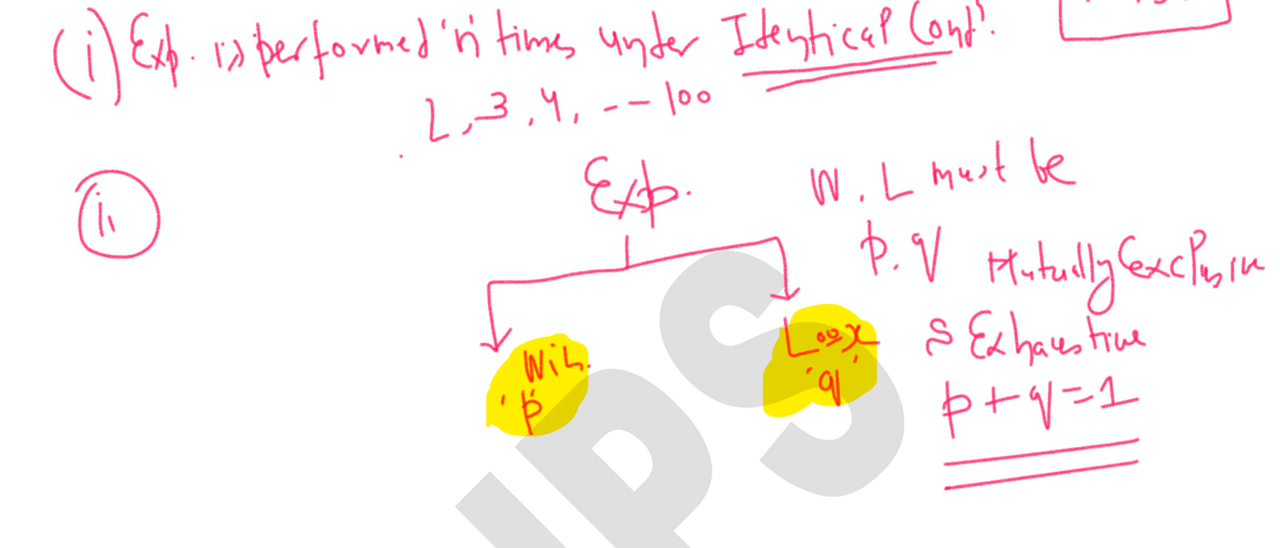 (i) Exp. is performed 'n' times under Identical Cond?.
2, 3, 4, --- 100
(ii
Exp.
W. L must be
p. q Mutually Exclusive
& Exhaustive
p+q=1
Win.
'p'
Loose
'q'
IPS